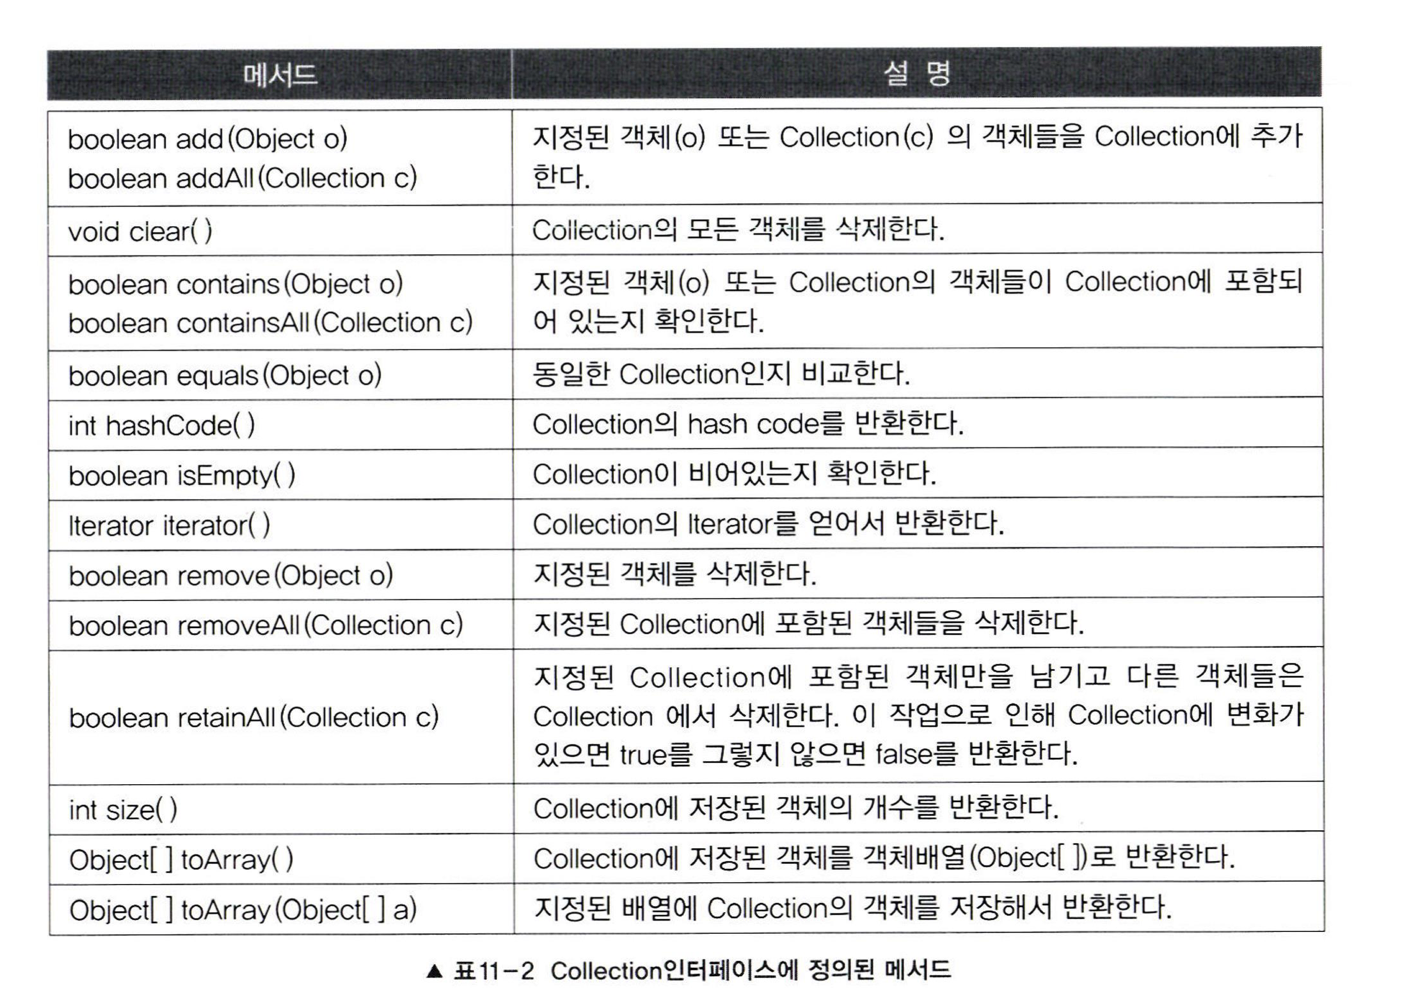 메서드 설 명
boolean add(Object o)
boolean addAll(Collection c)
지정된 객체(o) 또는 Collection(c) 의 객체들을 Collection에 추가
한다.
void clear( )
Collection의 모든 객체를 삭제한다.
boolean contains(Object o)
boolean containsAll(Collection c)
지정된 객체(o) 또는 Collection의 객체들이 Collection에 포함되
어 있는지 확인한다.
boolean equals(Object o)
동일한 Collection인지 비교한다.
int hashCode( )
Collection의 hash code를 반환한다.
boolean isEmpty( )
Collection이 비어있는지 확인한다.
Iterator iterator( )
Collection의 Iterator를 얻어서 반환한다.
boolean remove(Object o)
지정된 객체를 삭제한다.
boolean removeAll(Collection c)
지정된 Collection에 포함된 객체들을 삭제한다.
boolean retainAll(Collection c)
지정된 Collection에 포함된 객체만을 남기고 다른 객체들은
Collection 에서 삭제한다. 이 작업으로 인해 Collection에 변화가
있으면 true를 그렇지 않으면 false를 반환한다.
int size( )
Collection에 저장된 객체의 개수를 반환한다.
Object[ ] toArray( )
Collection에 저장된 객체를 객체배열(Object[ ])로 반환한다.
Object[ ] toArray(Object[ ] a)
지정된 배열에 Collection의 객체를 저장해서 반환한다.
▲ 표11-2 Collection인터페이스에 정의된 메서드